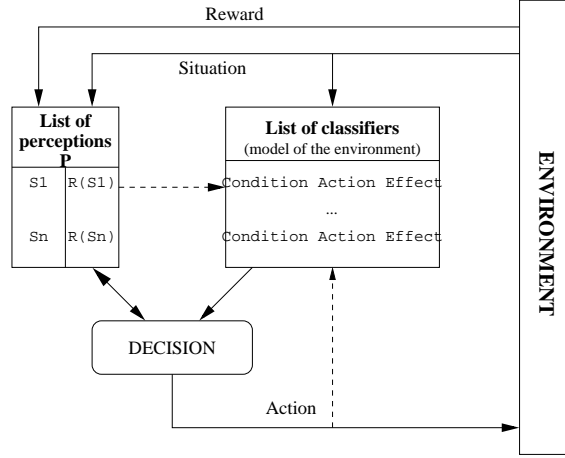 Reward
Situation
List of
perceptions
P
S1 R(S1)
Sn R(Sn)
List of classifiers
(model of the environment)
Condition Action Effect
...
Condition Action Effect
DECISION
Action
ENVIRONMENT